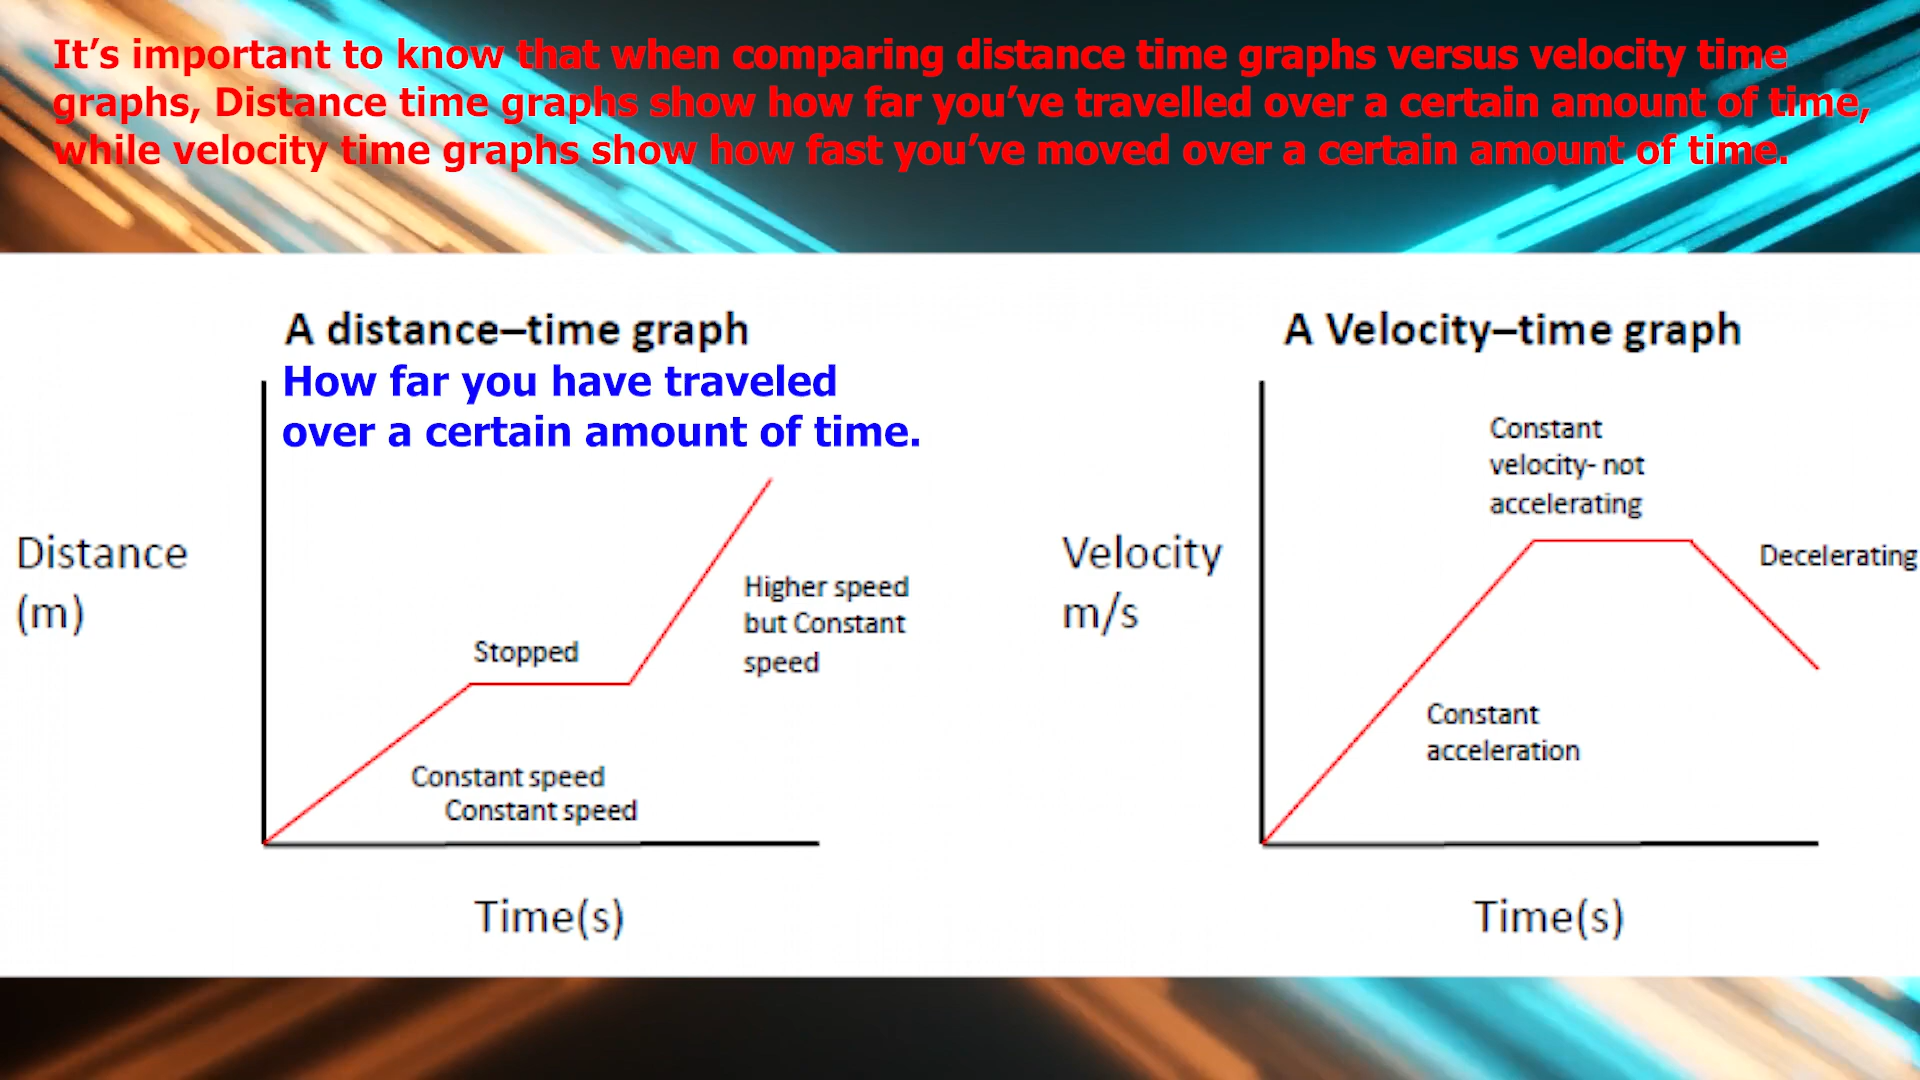 It’s important to know that when comparing distance time graphs versus velocity time
graphs, Distance time graphs show how far you’ve travelled over a certain amount of time,
while velocity time graphs show how fast you’ve moved over a certain amount of time.
A distance–time graph
How far you have traveled
over a certain amount of time.
Distance
(m)
Stopped
Higher speed
but Constant
speed
Constant speed
Constant speed
Time(s)
A Velocity–time graph
Velocity
m/s
Constant
velocity- not
accelerating
Decelerating
Constant
acceleration
Time(s)